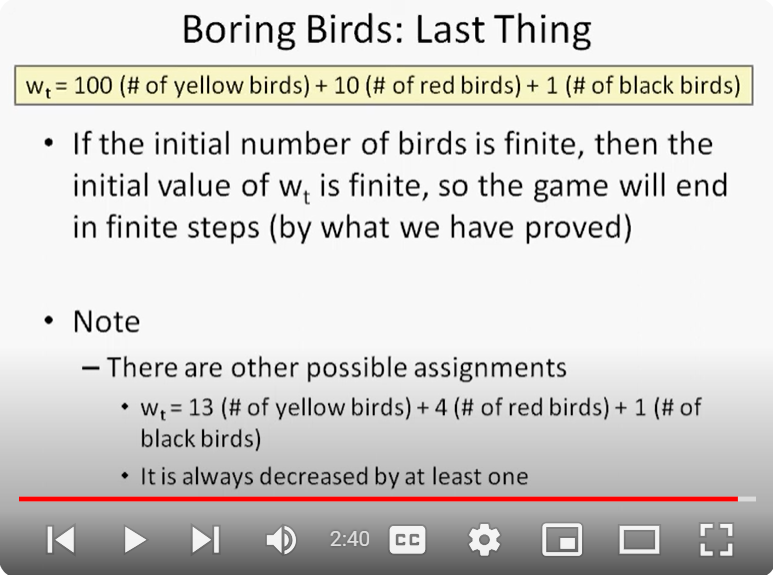 Boring Birds: Last Thing
wt = 100 (# of yellow birds) + 10 (# of red birds) + 1 (# of black birds)
• If the initial number of birds is finite, then the
initial value of wt is finite, so the game will end
in finite steps (by what we have proved)
• Note
– There are other possible assignments
• wt = 13 (# of yellow birds) + 4 (# of red birds) + 1 (# of
black birds)
• It is always decreased by at least one
2:40 CC